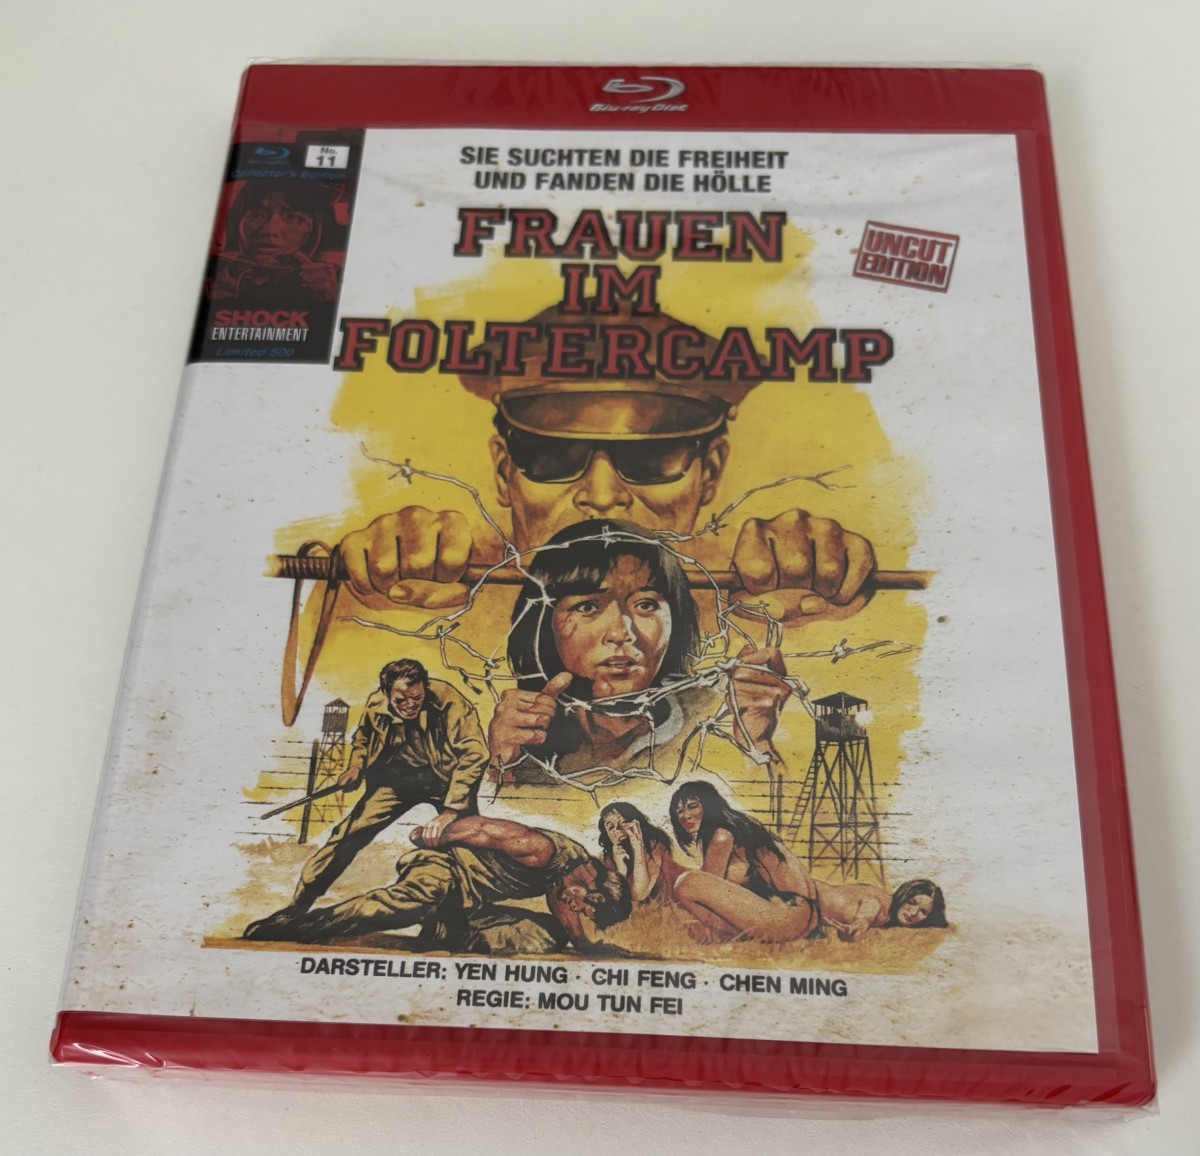 Blu-ray Disc
No.
11
Collector's Edition
SHOCK
ENTERTAINMENT
Limited 500
SIE SUCHTEN DIE FREIHEIT
UND FANDEN DIE HÖLLE
FRAUEN
IM
FOLTERCAMP
UNCUT
EDITION
DARSTELLER: YEN HUNG · CHI FENG · CHEN MING
REGIE: MOU TUN FEI